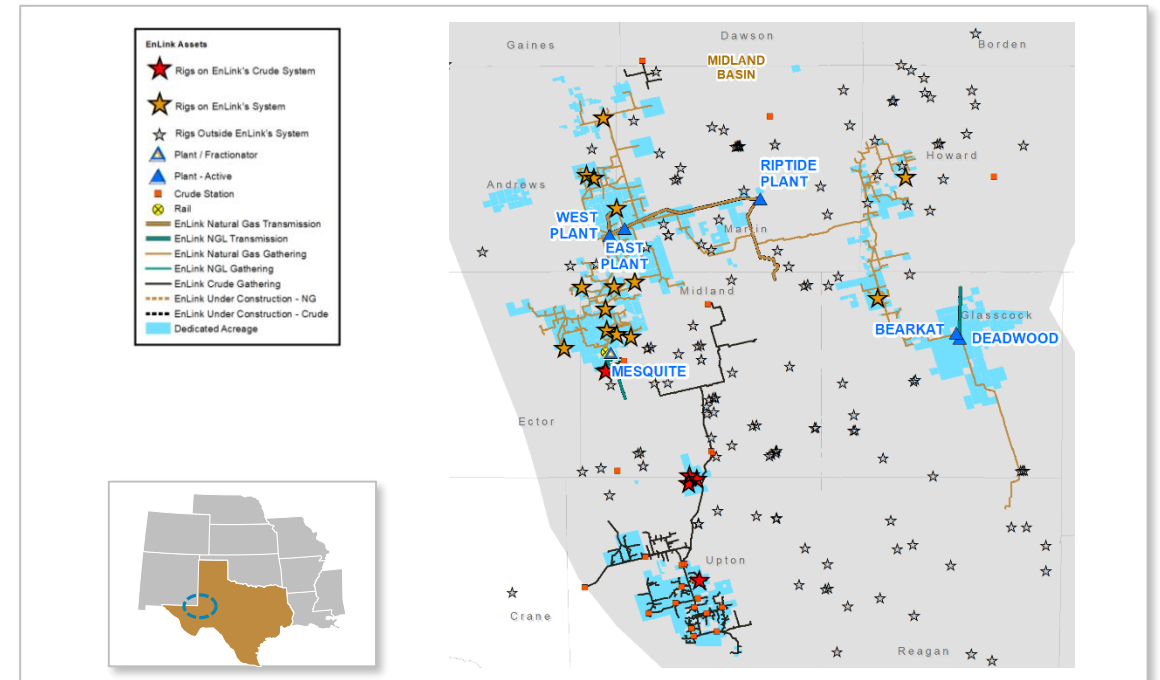 EnLink Assets
Rigs on EnLink's Crude System
Rigs on EnLink's System
Rigs Outside EnLink's System
Plant / Fractionator
Plant - Active
Crude Station
Rail
EnLink Natural Gas Transmission
EnLink NGL Transmission
EnLink Natural Gas Gathering
EnLink NGL Gathering
EnLink Crude Gathering
EnLink Under Construction - NG
EnLink Under Construction - Crude
Dedicated Acreage
Gaines
Dawson
Borden
MIDLAND
BASIN
Howard
RIPTIDE
PLANT
Andrews
WEST
PLANT
Martin
EAST
PLANT
Midland
Glasscock
BEARKAT
DEADWOOD
MESQUITE
Ector
Upton
Crane
Reagan